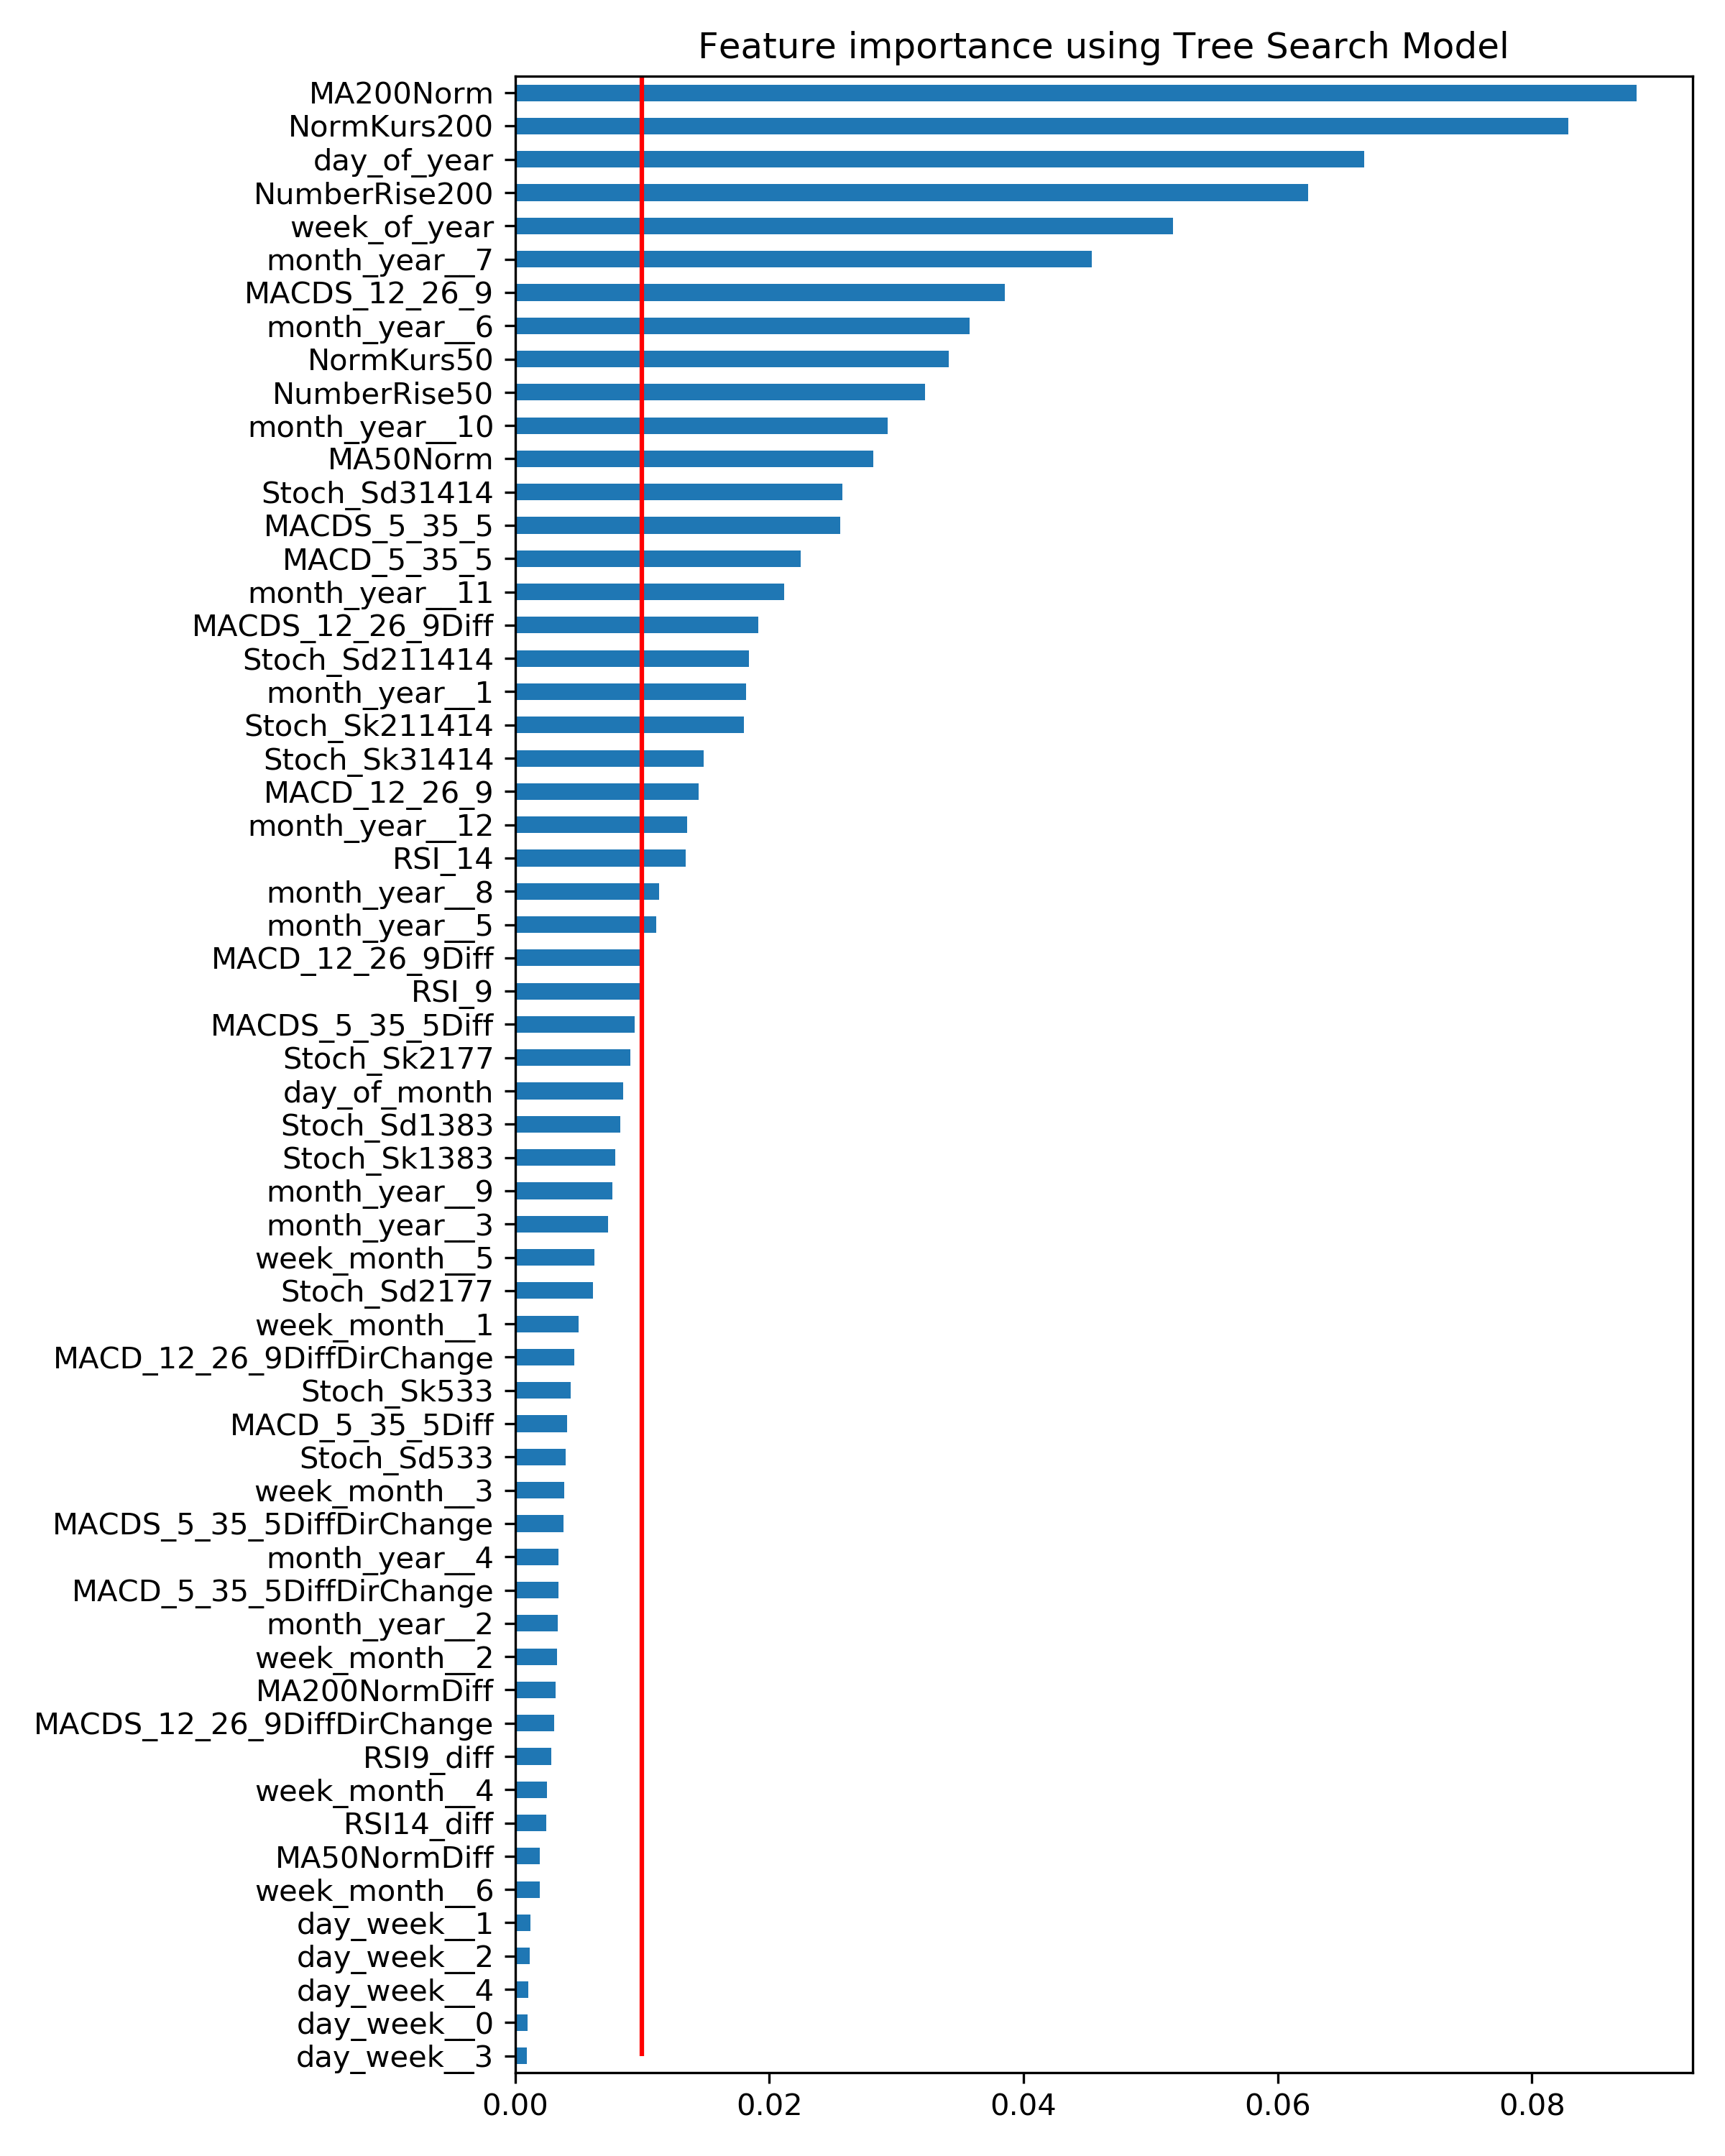 Feature importance using Tree Search Model
MA200Norm
NormKurs200
day_of_year
NumberRise200
week_of_year
month_year__7
MACDS_12_26_9
month_year__6
NormKurs50
NumberRise50
month_year__10
MA50Norm
Stoch_Sd31414
MACDS_5_35_5
MACD_5_35_5
month_year__11
MACDS_12_26_9Diff
Stoch_Sd211414
month_year__1
Stoch_Sk211414
Stoch_Sk31414
MACD_12_26_9
month_year__12
RSI_14
month_year__8
month_year__5
MACD_12_26_9Diff
RSI_9
MACDS_5_35_5Diff
Stoch_Sk2177
day_of_month
Stoch_Sd1383
Stoch_Sk1383
month_year__9
month_year__3
week_month__5
Stoch_Sd2177
week_month__1
MACD_12_26_9DiffDirChange
Stoch_Sk533
MACD_5_35_5Diff
Stoch_Sd533
week_month__3
MACDS_5_35_5DiffDirChange
month_year__4
MACD_5_35_5DiffDirChange
month_year__2
week_month__2
MA200NormDiff
MACDS_12_26_9DiffDirChange
RSI9_diff
week_month__4
RSI14_diff
MA50NormDiff
week_month__6
day_week__1
day_week__2
day_week__4
day_week__0
day_week__3
0.00 0.02 0.04 0.06 0.08